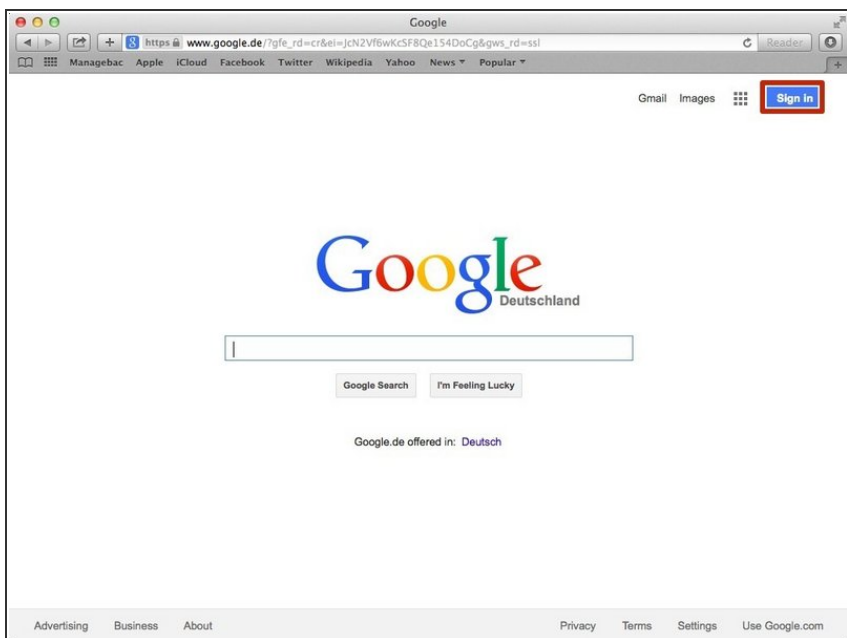 Google
https www.google.de/?gfe_rd=cr&ei=JcN2Vf6wKcSF8Qe154DoCg&gws_rd=ssl Reader
Managebac Apple iCloud Facebook Twitter Wikipedia Yahoo News Popular
Gmail Images Sign in
Google
Deutschland
Google Search I'm Feeling Lucky
Google.de offered in: Deutsch
Advertising Business About Privacy Terms Settings Use Google.com